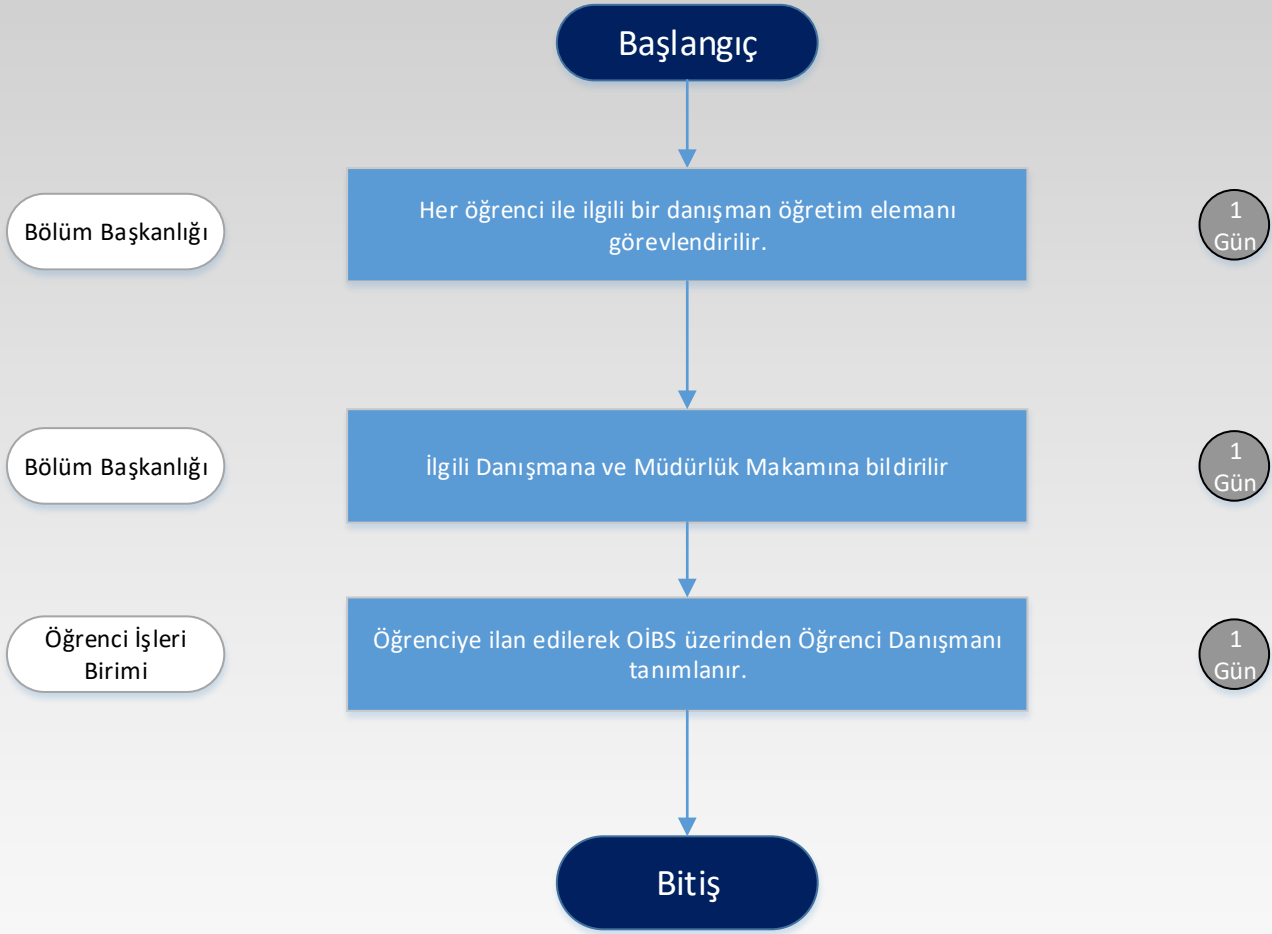 Başlangıç
Bölüm Başkanlığı
Her öğrenci ile ilgili bir danışman öğretim elemanı
görevlendirilir.
1
Gün
Bölüm Başkanlığı
İlgili Danışmana ve Müdürlük Makamına bildirilir
1
Gün
Öğrenci İşleri
Birimi
Öğrenciye ilan edilerek OİBS üzerinden Öğrenci Danışmanı
tanımlanır.
1
Gün
Bitiş